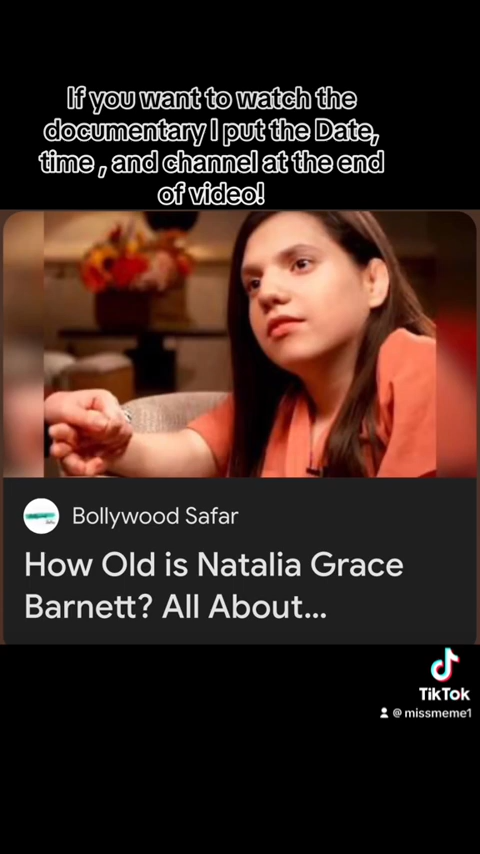 If you want to watch the
documentary I put the Date,
time , and channel at the end
of video!
Bollywood Safar
How Old is Natalia Grace
Barnett? All About...
TikTok
@ missmeme1